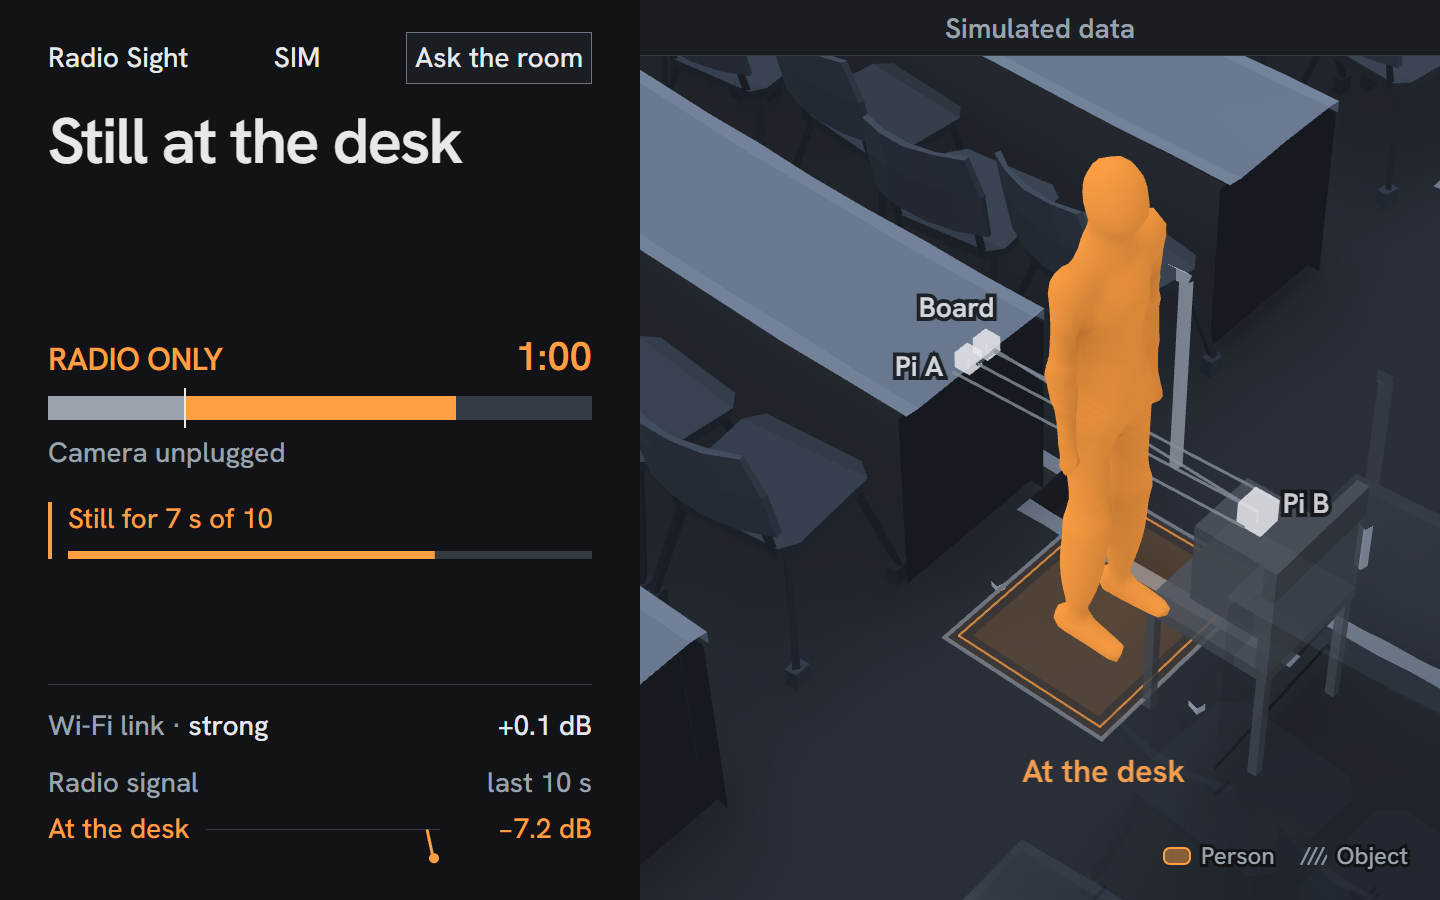 Radio Sight
SIM
Ask the room
Still at the desk
RADIO ONLY
1:00
Camera unplugged
Still for 7 s of 10
Wi-Fi link · strong
+0.1 dB
Radio signal
last 10 s
At the desk
−7.2 dB
Simulated data
Board
Pi A
Pi B
At the desk
Person
Object